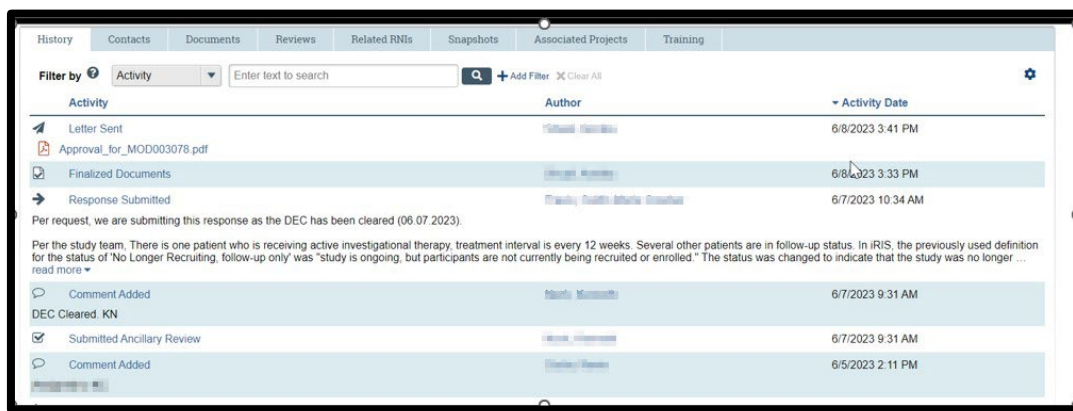 History Contacts Documents Reviews Related RNIs Snapshots Associated Projects Training
Filter by ? Activity Enter text to search Add Filter Clear All
Activity Author Activity Date
Letter Sent 6/8/2023 3:41 PM
Approval_for_MOD003078.pdf
Finalized Documents 6/8/2023 3:33 PM
Response Submitted 6/7/2023 10:34 AM
Per request, we are submitting this response as the DEC has been cleared (06.07.2023).
Per the study team, There is one patient who is receiving active investigational therapy, treatment interval is every 12 weeks. Several other patients are in follow-up status. In iRIS, the previously used definition
for the status of 'No Longer Recruiting, follow-up only' was "study is ongoing, but participants are not currently being recruited or enrolled." The status was changed to indicate that the study was no longer ...
read more
Comment Added 6/7/2023 9:31 AM
DEC Cleared. KN
Submitted Ancillary Review 6/7/2023 9:31 AM
Comment Added 6/5/2023 2:11 PM